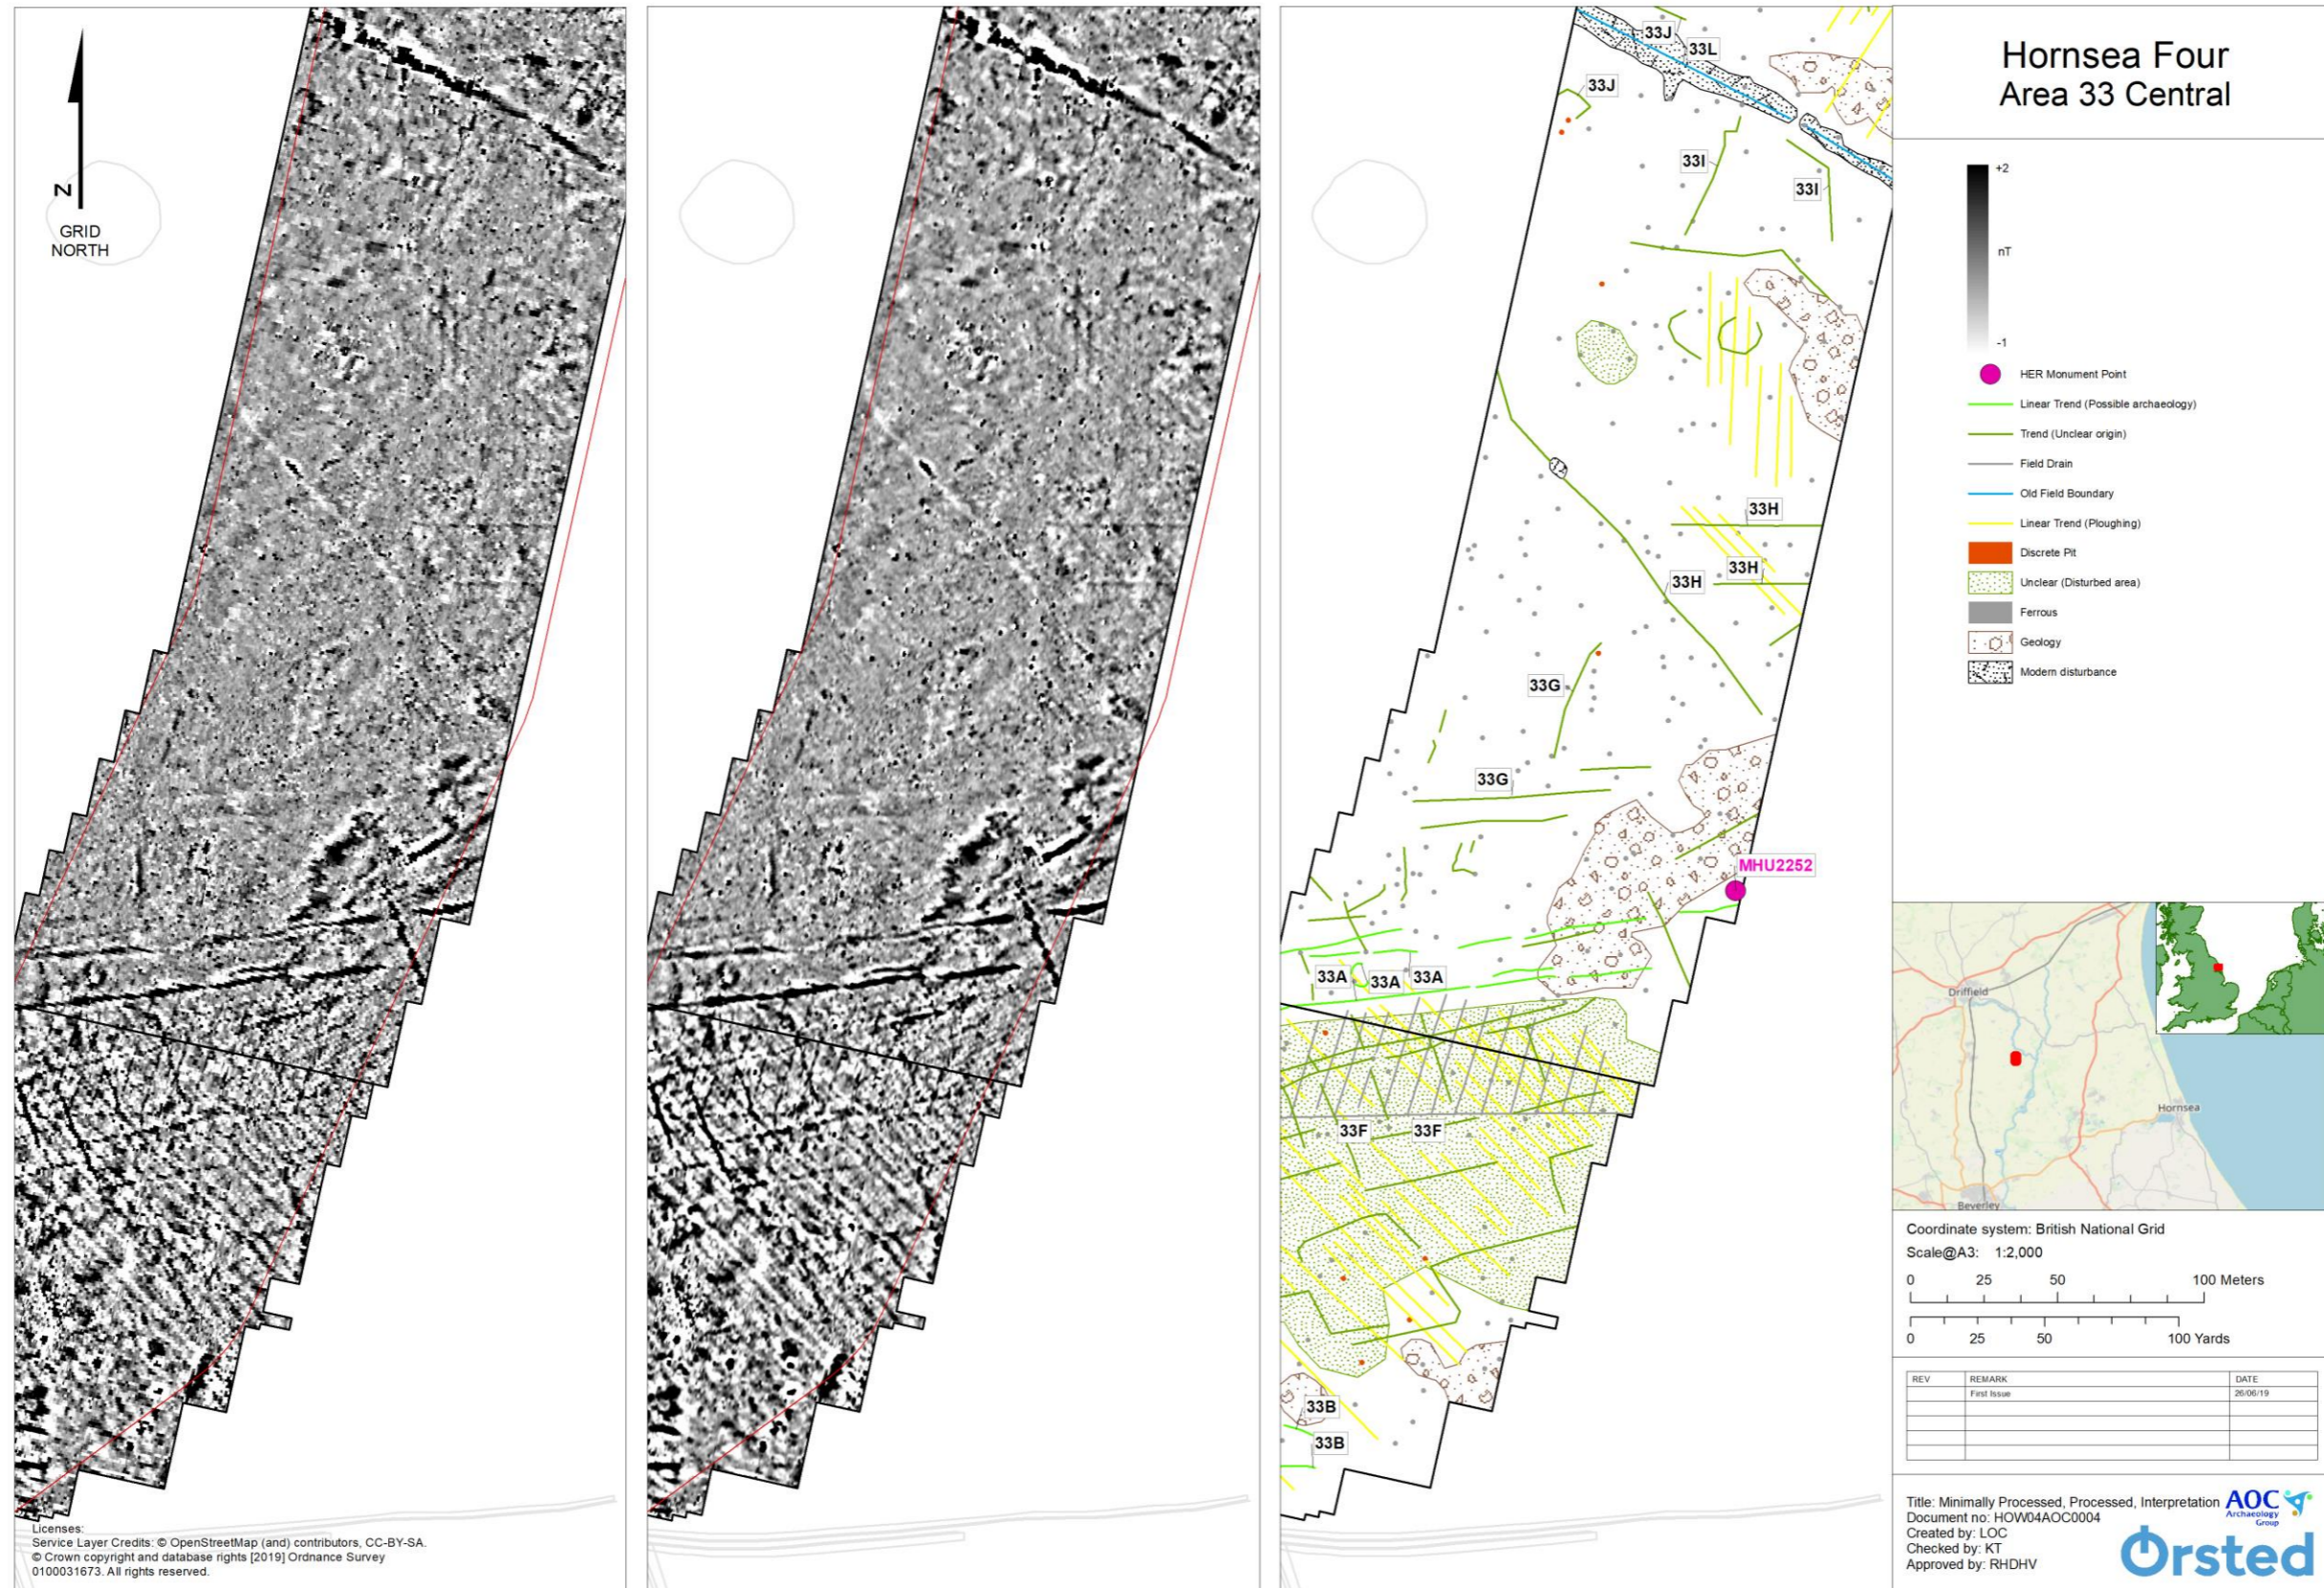 N
GRID
NORTH
Licenses:
Service Layer Credits: © OpenStreetMap (and) contributors, CC-BY-SA.
© Crown copyright and database rights [2019] Ordnance Survey
0100031673. All rights reserved.
33J
33L
33J
33I
33I
33H
33H
33H
33G
33G
MHU2252
33A
33A
33A
33F
33F
33B
33B
Hornsea Four
Area 33 Central
+2
nT
-1
HER Monument Point
Linear Trend (Possible archaeology)
Trend (Unclear origin)
Field Drain
Old Field Boundary
Linear Trend (Ploughing)
Discrete Pit
Unclear (Disturbed area)
Ferrous
Geology
Modern disturbance
Driffield
Hornsea
Beverley
Coordinate system: British National Grid
Scale@A3: 1:2,000
0 25 50 100 Meters
0 25 50 100 Yards
REV REMARK DATE
First Issue 26/06/19
Title: Minimally Processed, Processed, Interpretation
Document no: HOW04AOC0004
Created by: LOC
Checked by: KT
Approved by: RHDHV
AOC
Archaeology
Group
Ørsted